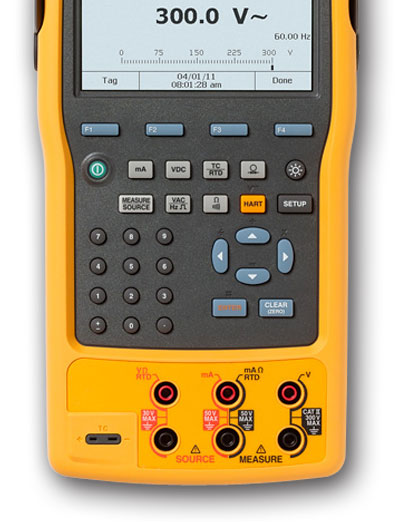 300.0 V~
60.00 Hz
0 75 150 225 300 V
Tag 04/01/11 Done
08:01:28 am
F1 F2 F3 F4
mA VDC TC RTD
MEASURE SOURCE VAC Hz Ω HART SETUP
7 8 9
4 5 6
1 2 3
0 .
ENTER CLEAR (ZERO)
VΩ RTD mA mA Ω RTD V
30V MAX 50V MAX 50V MAX CAT II 300V MAX
TC
+ −
SOURCE MEASURE